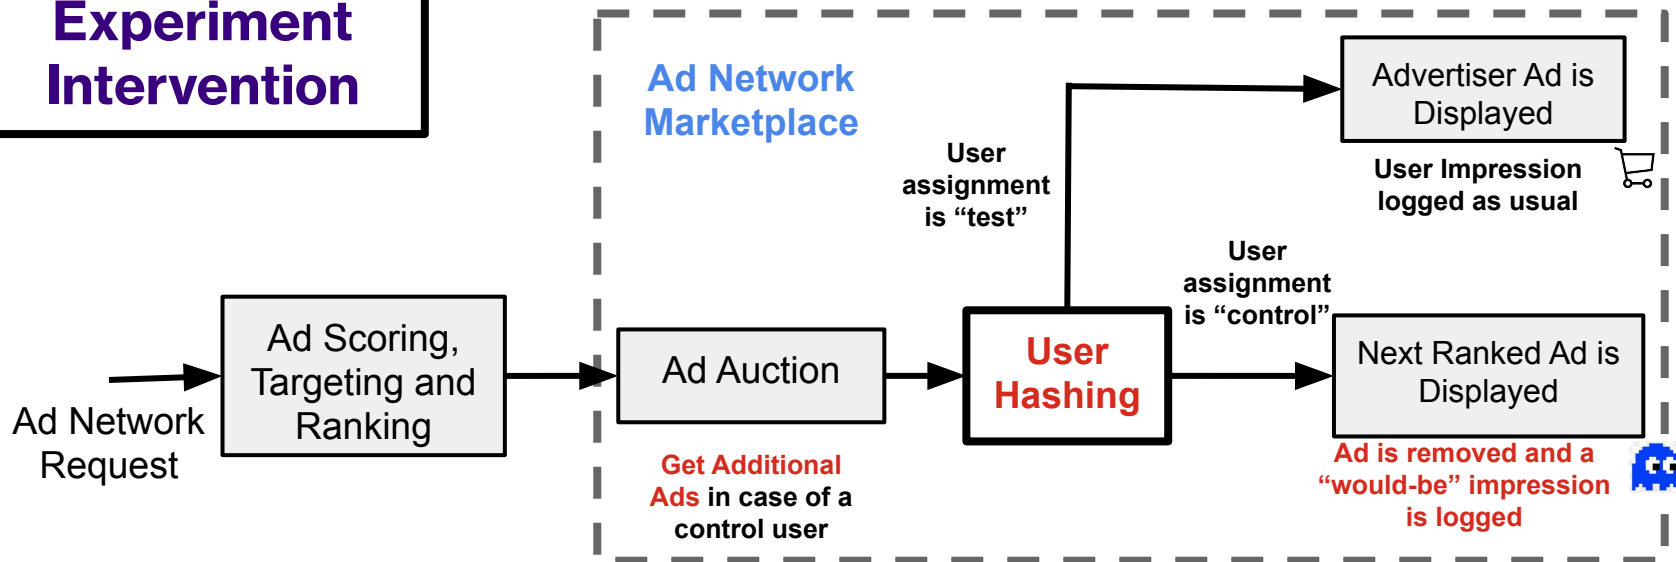 Experiment
Intervention
Ad Network
Marketplace
Advertiser Ad is
Displayed
User Impression
logged as usual
User
assignment
is “test”
User
assignment
is “control”
Ad Network
Request
Ad Scoring,
Targeting and
Ranking
Ad Auction
Get Additional
Ads in case of a
control user
User
Hashing
Next Ranked Ad is
Displayed
Ad is removed and a
“would-be” impression
is logged